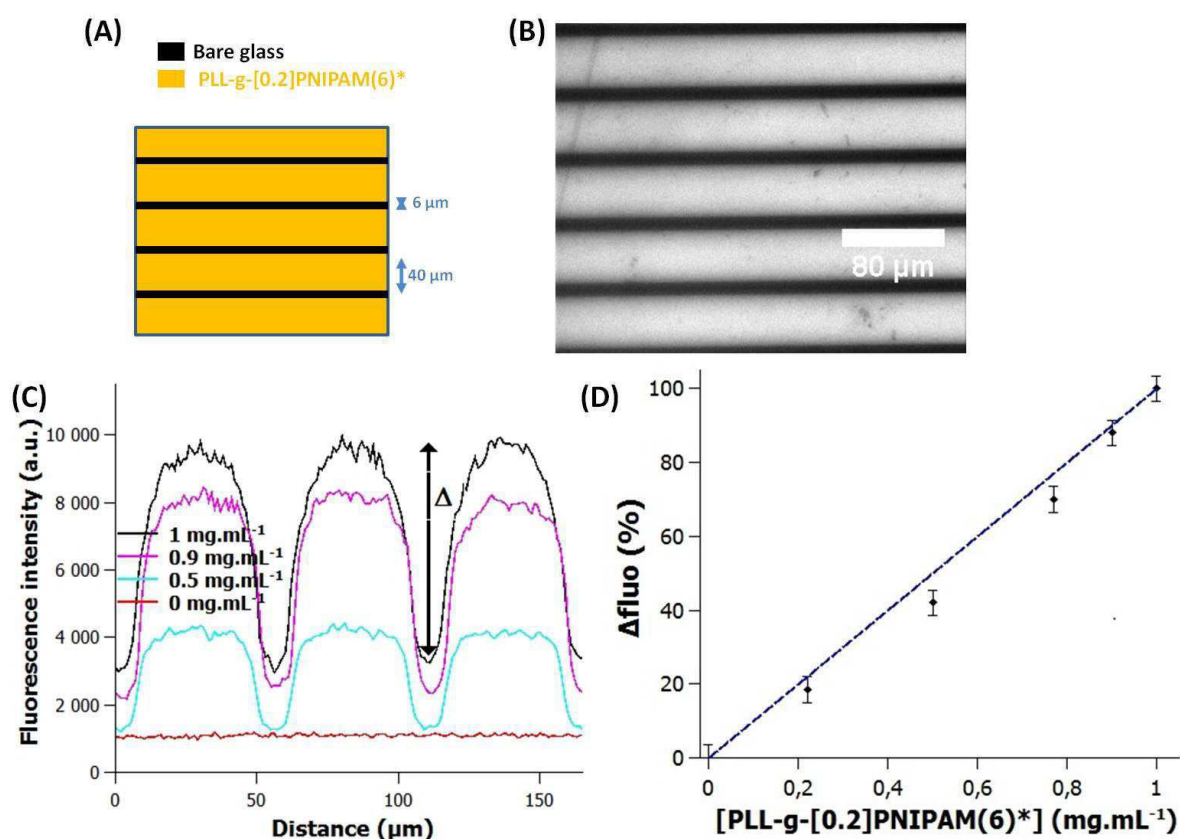 (A)
Bare glass
PLL-g-[0.2]PNIPAM(6)*
6 μm
40 μm
(B)
80 μm
(C)
Fluorescence intensity (a.u.)
10 000
8 000
6 000
4 000
2 000
0
1 mg.mL⁻¹
0.9 mg.mL⁻¹
0.5 mg.mL⁻¹
0 mg.mL⁻¹
Δ
0
50
100
150
Distance (μm)
(D)
Δfluo (%)
100
80
60
40
20
0
0
0,2
0,4
0,6
0,8
1
[PLL-g-[0.2]PNIPAM(6)*] (mg.mL⁻¹)